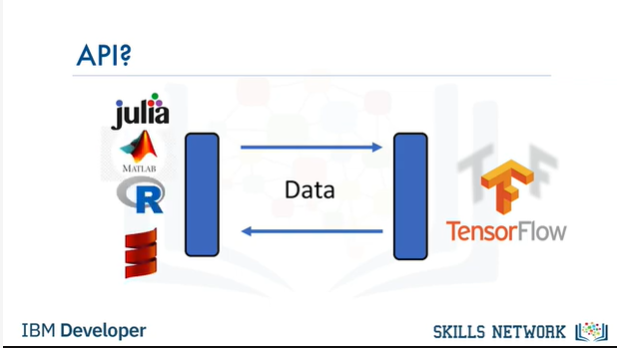 API?
julia
MATLAB
R
Data
TensorFlow
IBM Developer
SKILLS NETWORK